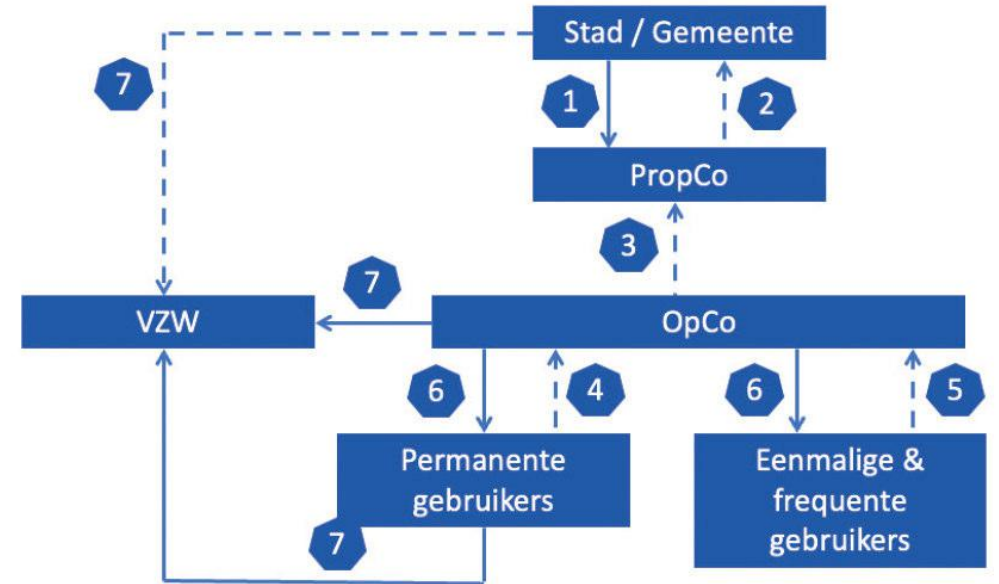 Stad / Gemeente
7
1
2
PropCo
3
7
VZW
OpCo
6
4
6
5
Permanente
gebruikers
Eenmalige &
frequente
gebruikers
7